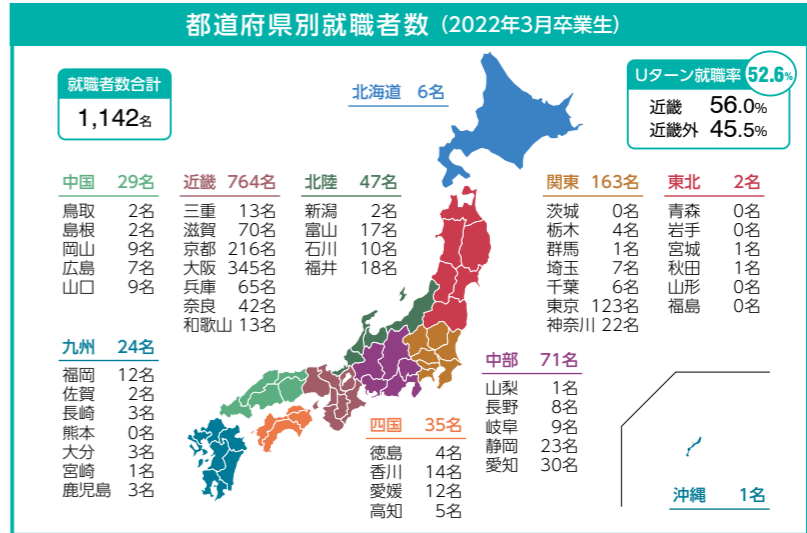 都道府県別就職者数（2022年3月卒業生）
就職者数合計
1,142名
北海道 6名
Uターン就職率 52.6%
近畿 56.0%
近畿外 45.5%
中国 29名
鳥取 2名
島根 2名
岡山 9名
広島 7名
山口 9名
近畿 764名
三重 13名
滋賀 70名
京都 216名
大阪 345名
兵庫 65名
奈良 42名
和歌山 13名
北陸 47名
新潟 2名
富山 17名
石川 10名
福井 18名
関東 163名
茨城 0名
栃木 4名
群馬 1名
埼玉 7名
千葉 6名
東京 123名
神奈川 22名
東北 2名
青森 0名
岩手 0名
宮城 1名
秋田 1名
山形 0名
福島 0名
九州 24名
福岡 12名
佐賀 2名
長崎 3名
熊本 0名
大分 3名
宮崎 1名
鹿児島 3名
四国 35名
徳島 4名
香川 14名
愛媛 12名
高知 5名
中部 71名
山梨 1名
長野 8名
岐阜 9名
静岡 23名
愛知 30名
沖縄 1名